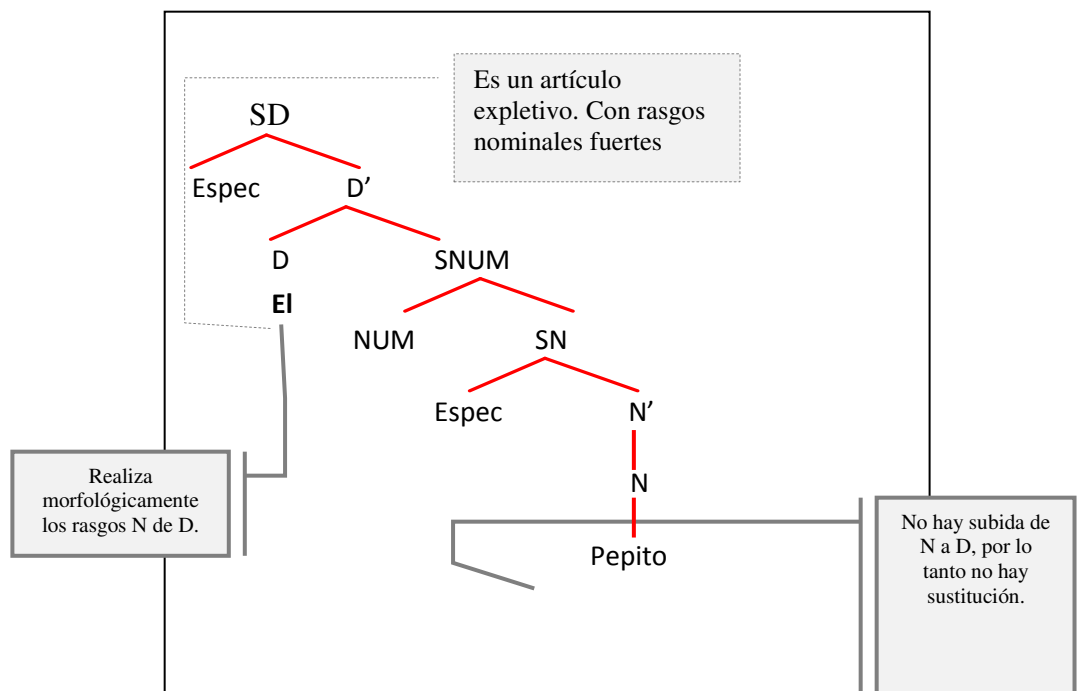 Es un artículo
expletivo. Con rasgos
nominales fuertes
SD
Espec D’
D SNUM
El
NUM SN
Espec N’
Realiza
morfológicamente
los rasgos N de D.
N
Pepito
No hay subida de
N a D, por lo
tanto no hay
sustitución.